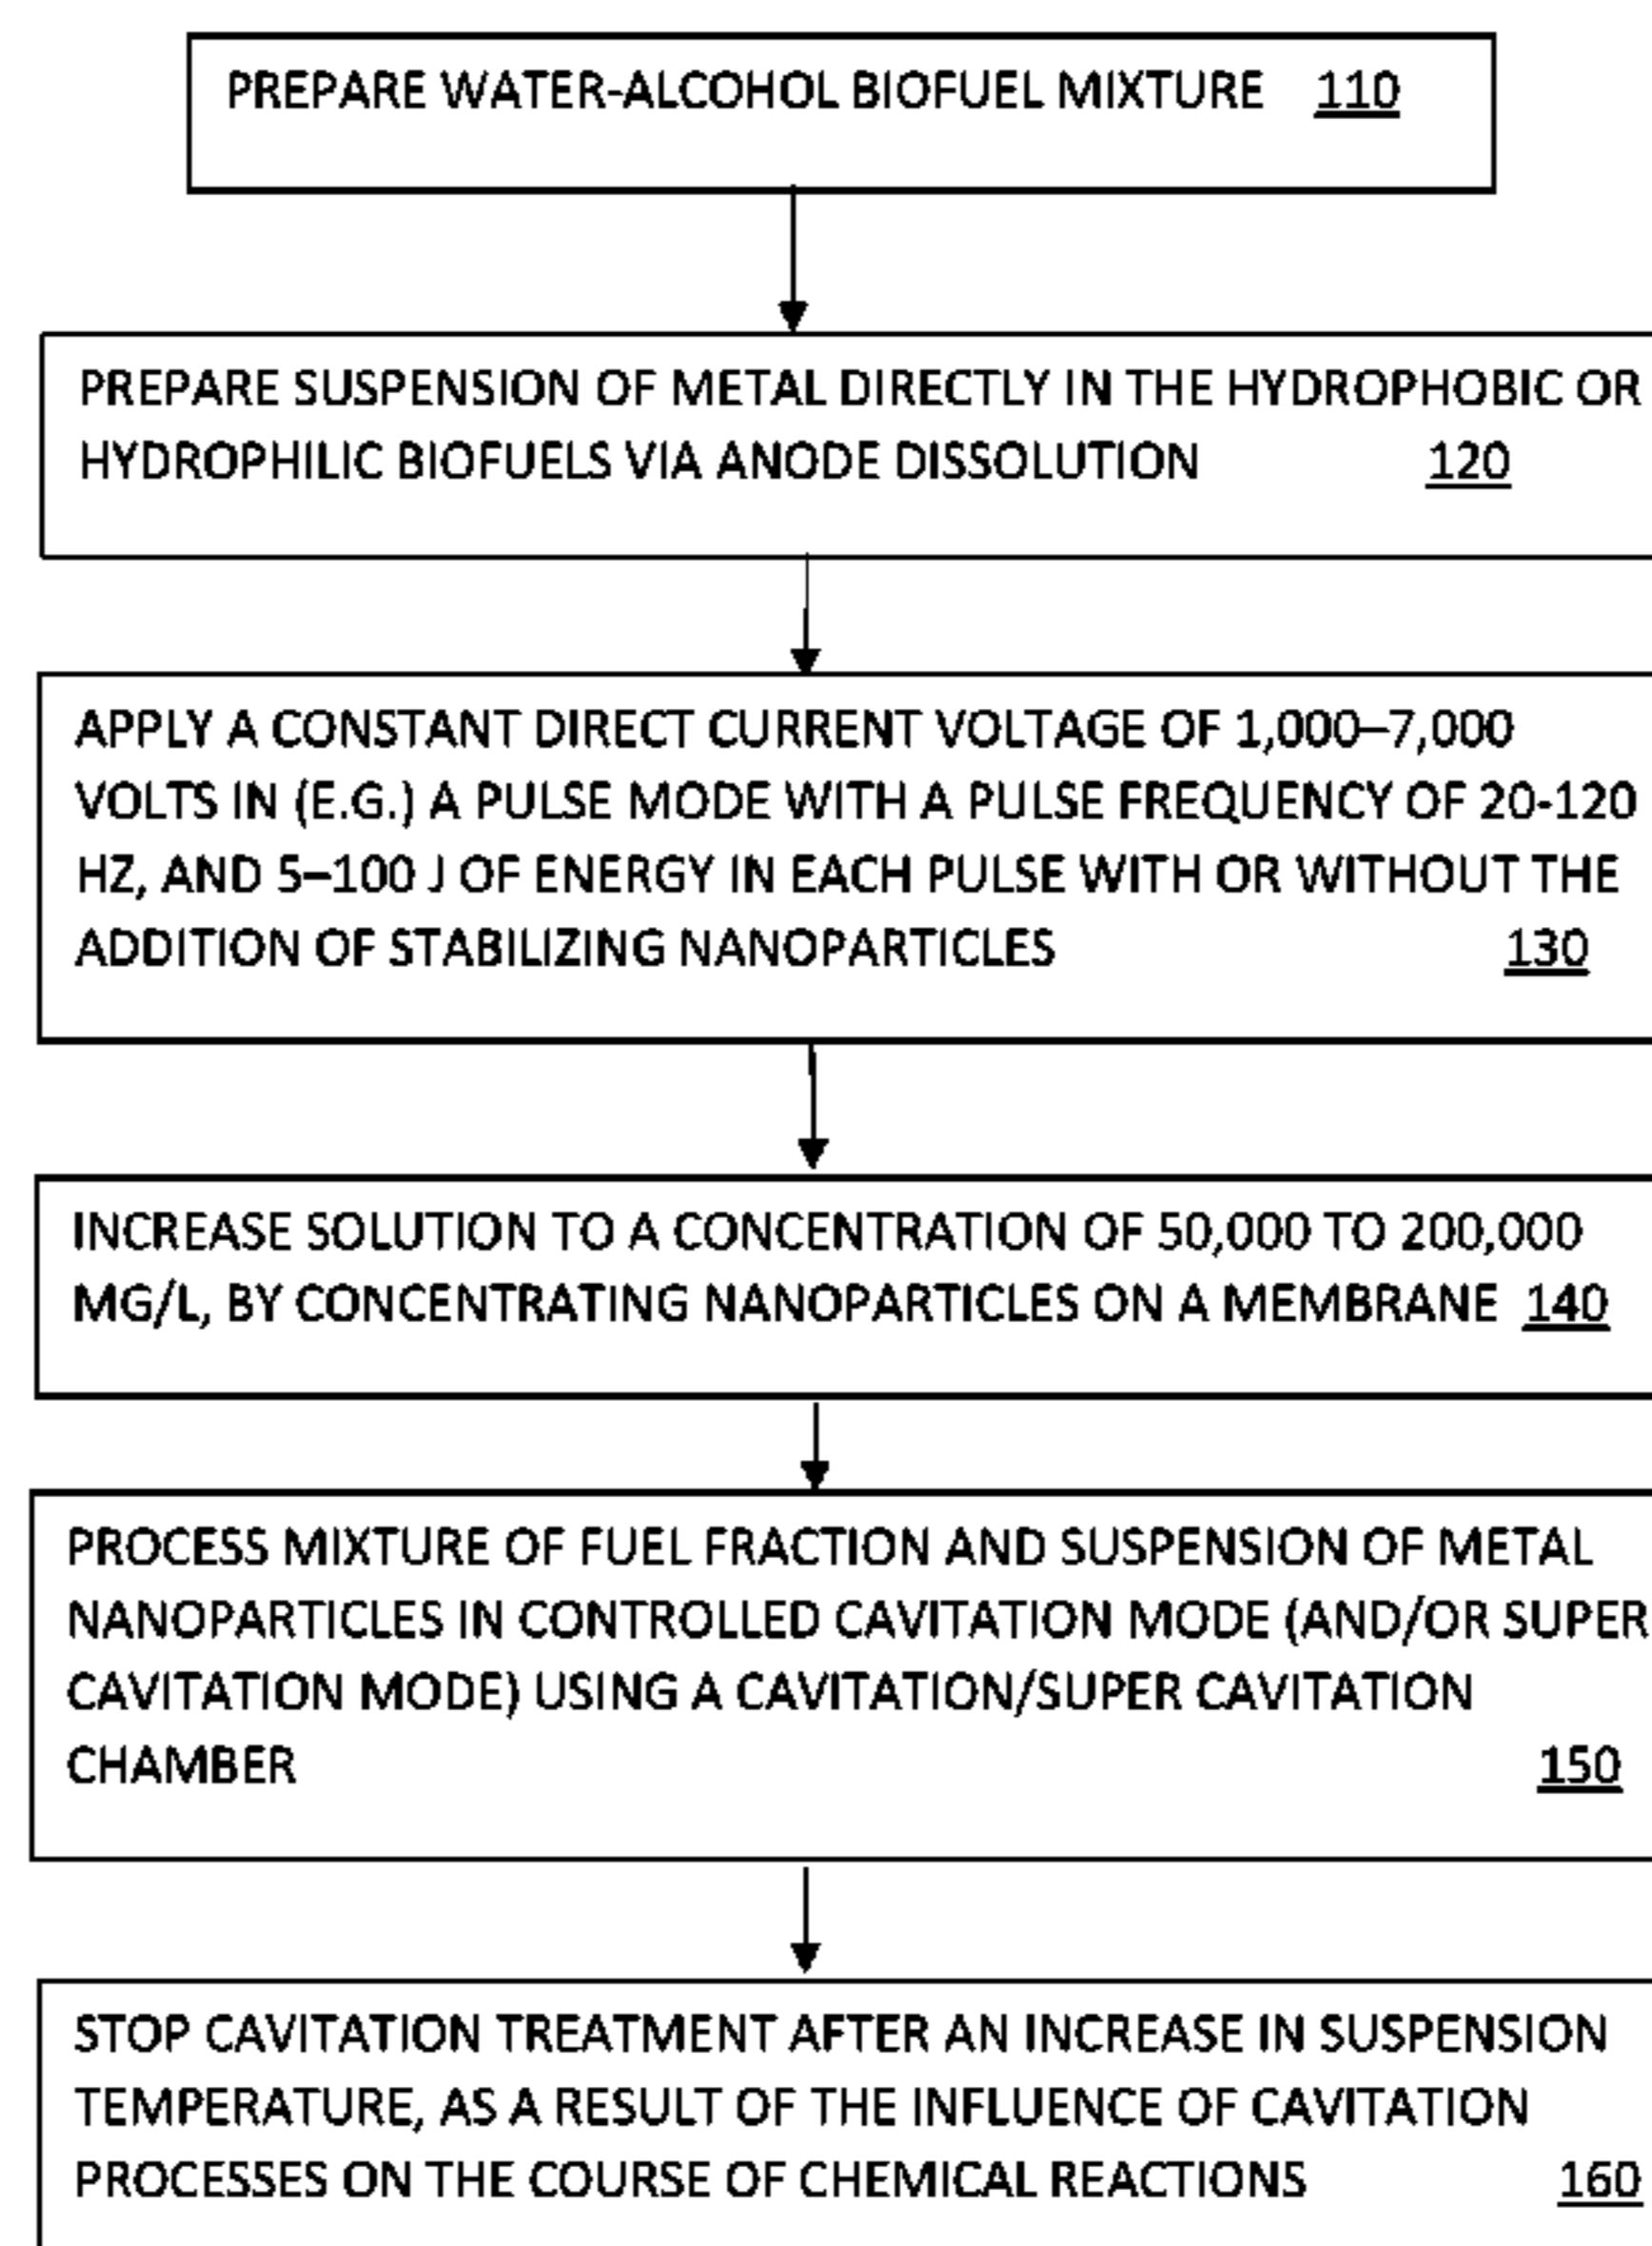 PREPARE WATER-ALCOHOL BIOFUEL MIXTURE 110
PREPARE SUSPENSION OF METAL DIRECTLY IN THE HYDROPHOBIC OR
HYDROPHILIC BIOFUELS VIA ANODE DISSOLUTION 120
APPLY A CONSTANT DIRECT CURRENT VOLTAGE OF 1,000–7,000
VOLTS IN (E.G.) A PULSE MODE WITH A PULSE FREQUENCY OF 20-120
HZ, AND 5–100 J OF ENERGY IN EACH PULSE WITH OR WITHOUT THE
ADDITION OF STABILIZING NANOPARTICLES 130
INCREASE SOLUTION TO A CONCENTRATION OF 50,000 TO 200,000
MG/L, BY CONCENTRATING NANOPARTICLES ON A MEMBRANE 140
PROCESS MIXTURE OF FUEL FRACTION AND SUSPENSION OF METAL
NANOPARTICLES IN CONTROLLED CAVITATION MODE (AND/OR SUPER
CAVITATION MODE) USING A CAVITATION/SUPER CAVITATION
CHAMBER 150
STOP CAVITATION TREATMENT AFTER AN INCREASE IN SUSPENSION
TEMPERATURE, AS A RESULT OF THE INFLUENCE OF CAVITATION
PROCESSES ON THE COURSE OF CHEMICAL REACTIONS 160